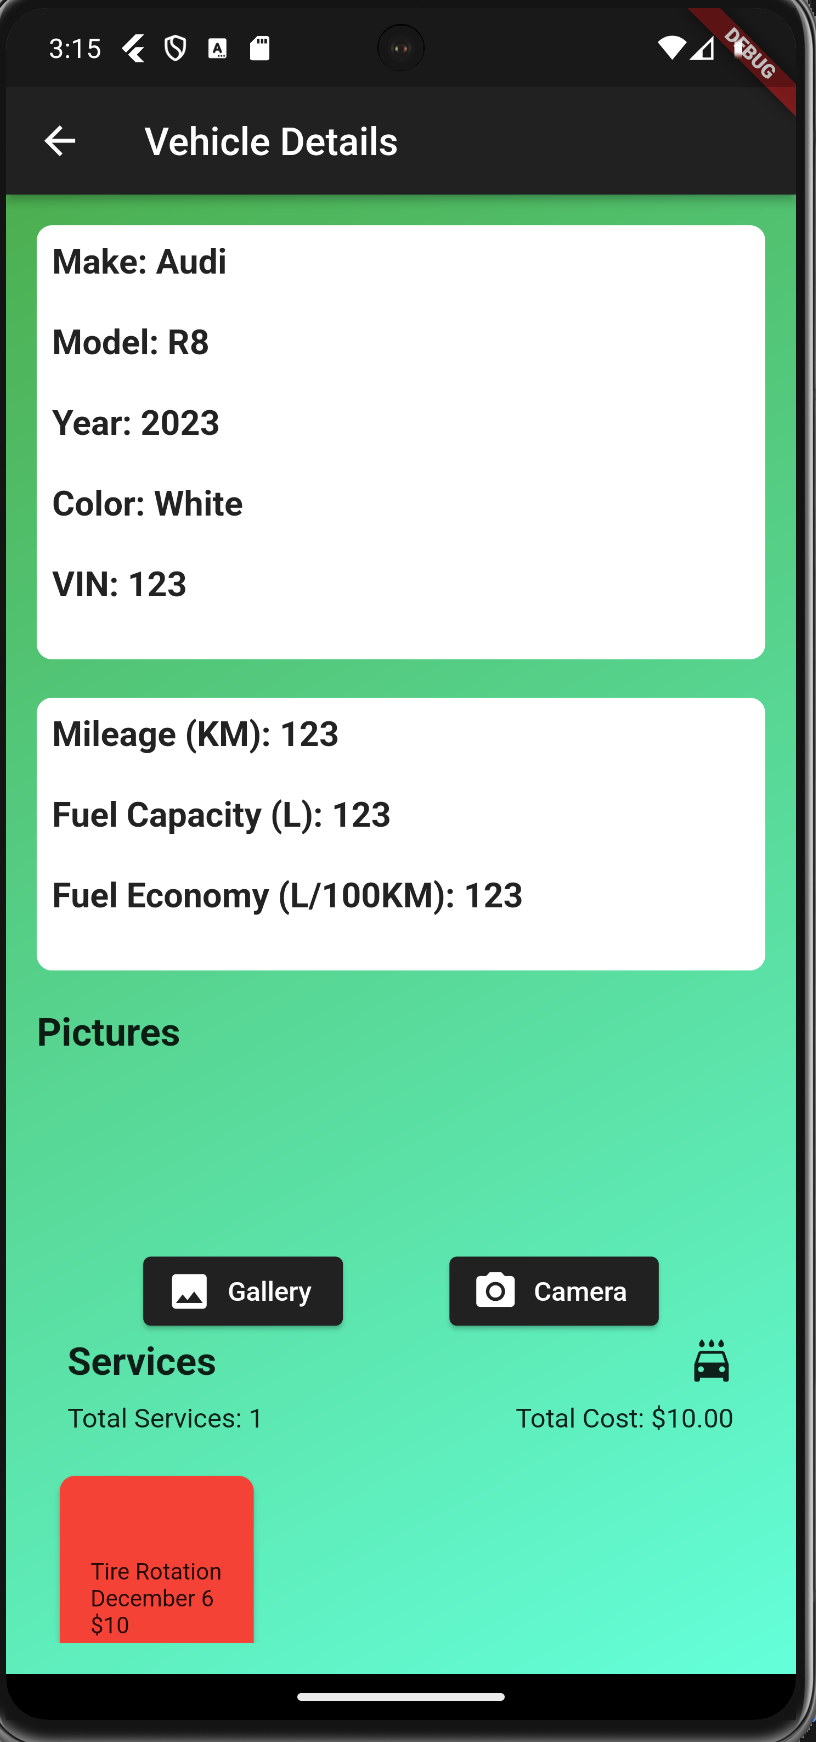 3:15
DEBUG
Vehicle Details
Make: Audi
Model: R8
Year: 2023
Color: White
VIN: 123
Mileage (KM): 123
Fuel Capacity (L): 123
Fuel Economy (L/100KM): 123
Pictures
Gallery
Camera
Services
Total Services: 1
Total Cost: $10.00
Tire Rotation
December 6
$10